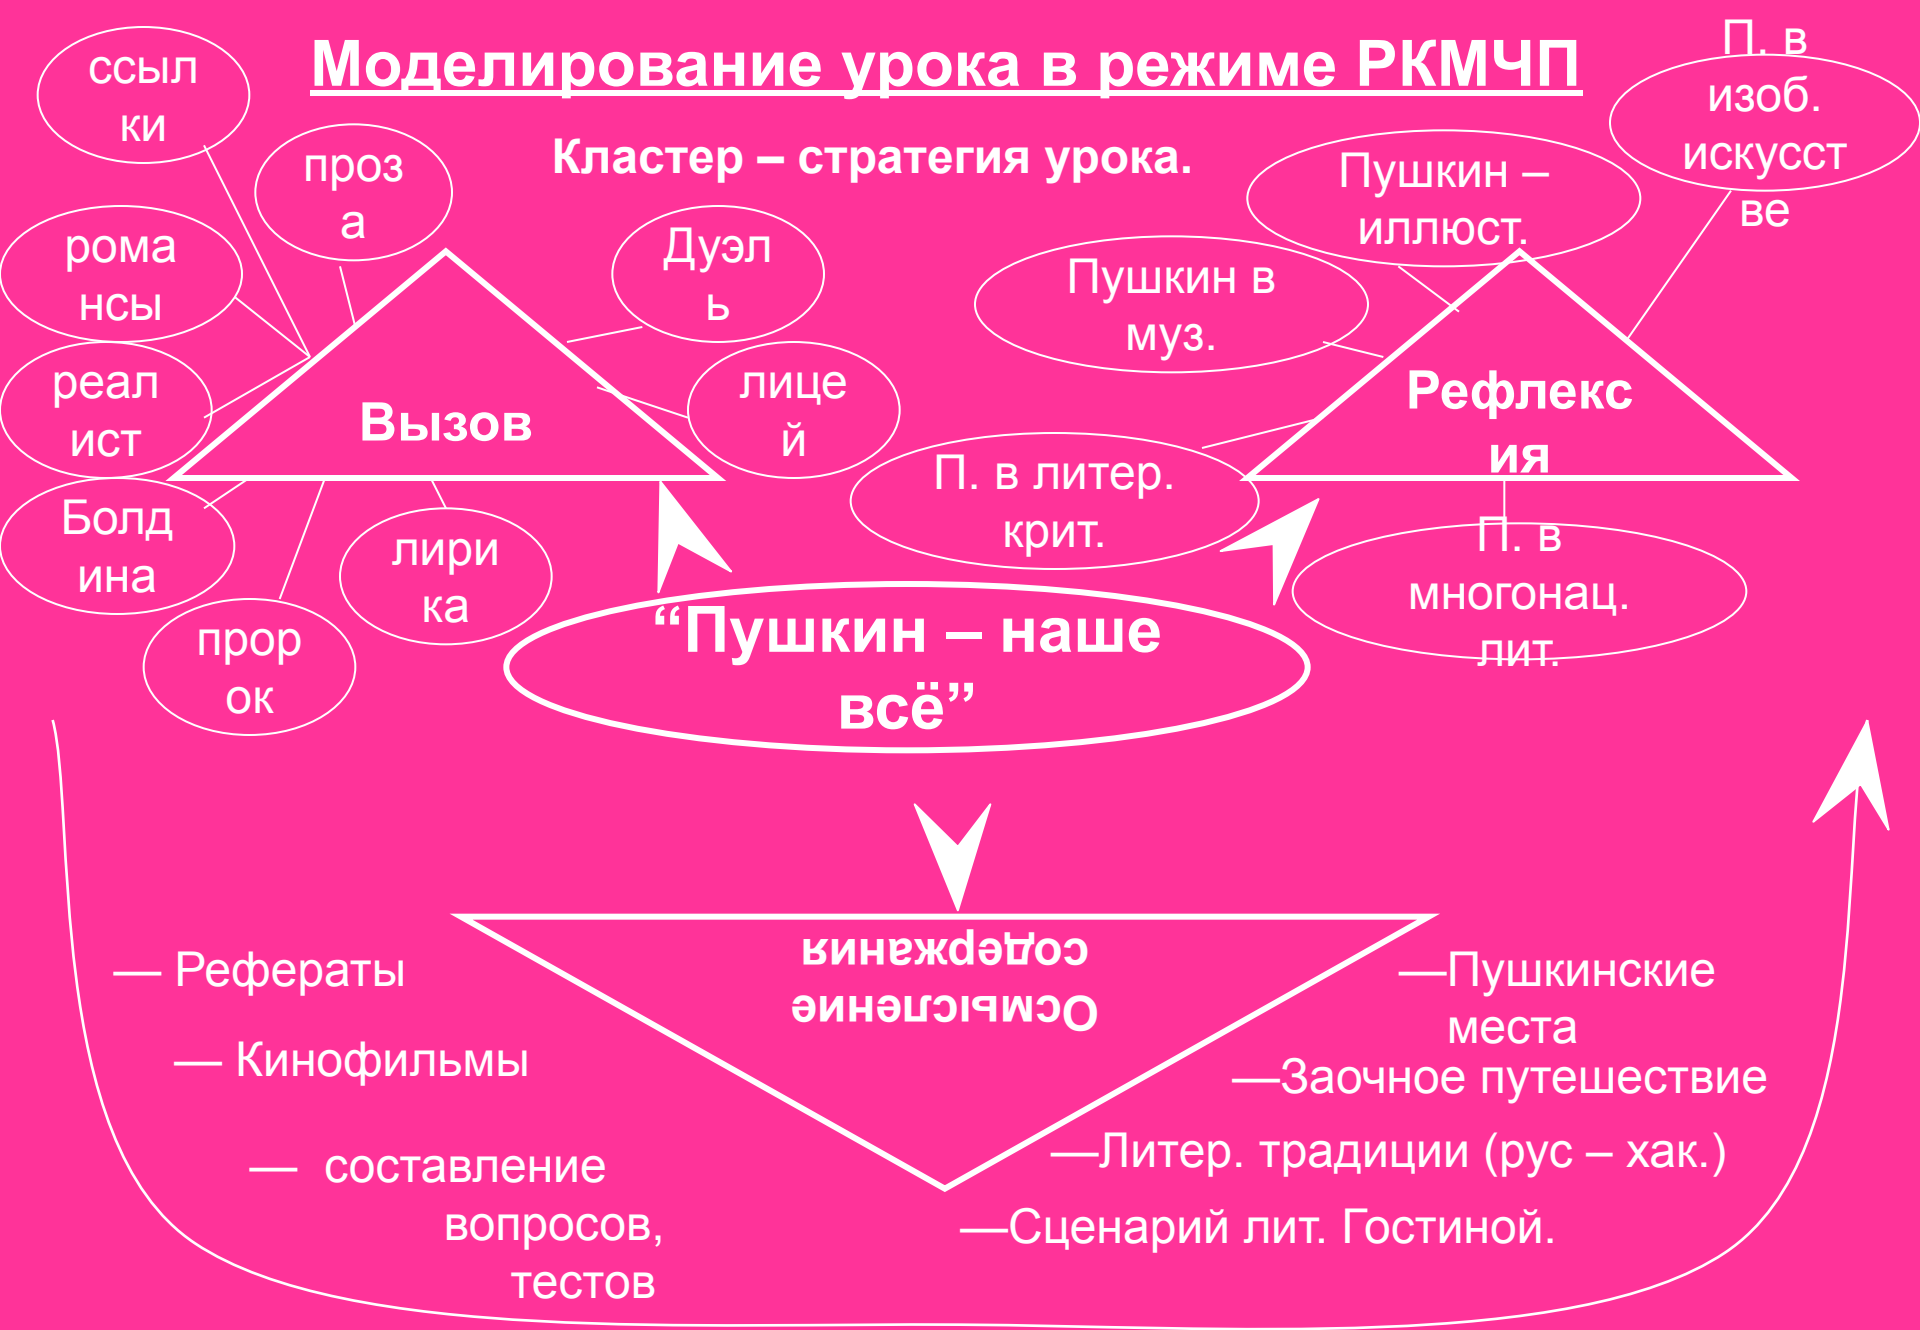 Моделирование урока в режиме РКМЧП
Кластер – стратегия урока.
ссыл
ки
проз
а
рома
нсы
Дуэл
ь
реал
ист
лице
й
Вызов
Болд
ина
лири
ка
прор
ок
П. в
изоб.
искусст
ве
Пушкин –
иллюст.
Пушкин в
муз.
Рефлекс
ия
П. в литер.
крит.
П. в
многонац.
лит.
“Пушкин – наше
всё”
Осмысление
содержания
— Рефераты
— Кинофильмы
— составление
вопросов,
тестов
—Пушкинские
места
—Заочное путешествие
—Литер. традиции (рус – хак.)
—Сценарий лит. Гостиной.